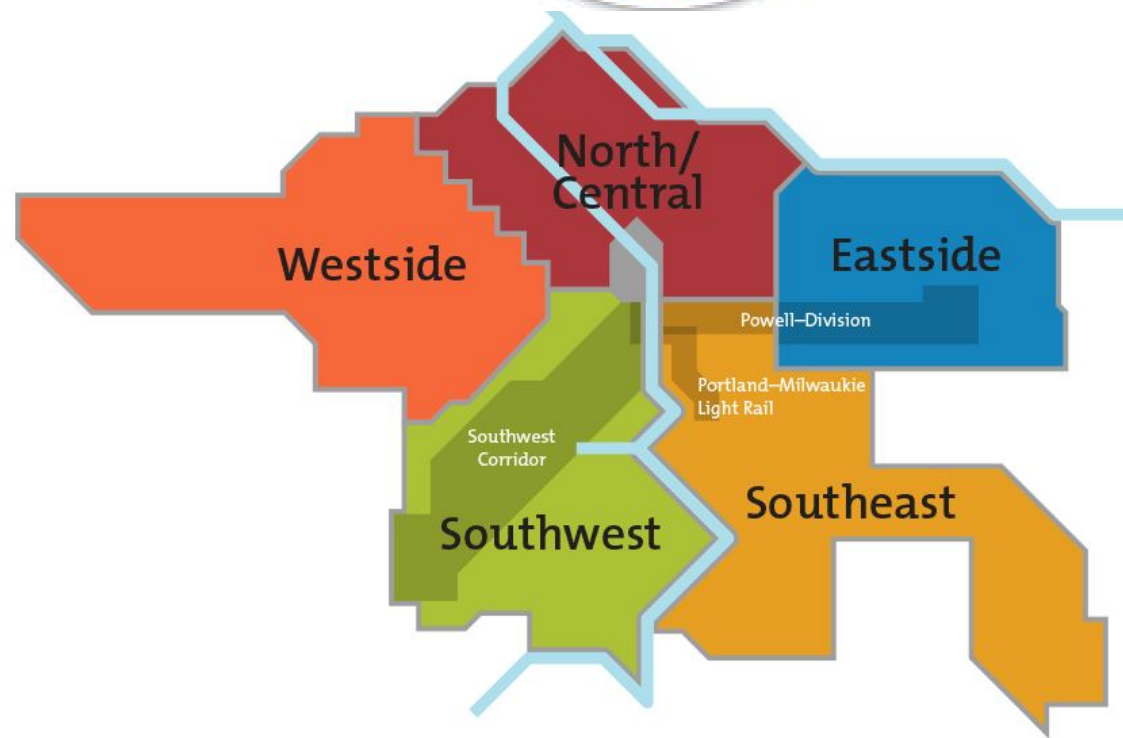 North/
Central
Westside
Eastside
Powell–Division
Portland–Milwaukie
Light Rail
Southwest
Corridor
Southeast
Southwest